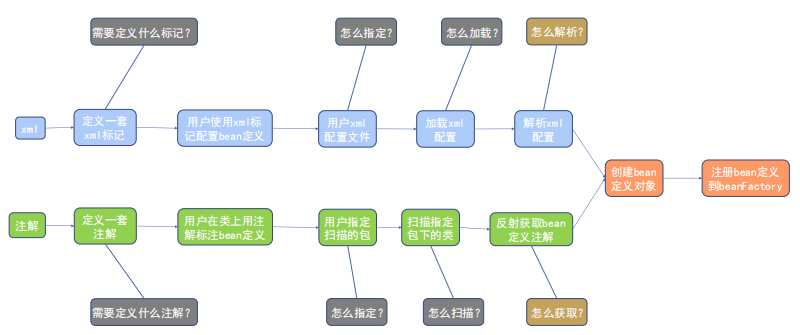 需要定义什么标记?
怎么指定?
怎么加载?
怎么解析?
xml
定义一套
xml标记
用户使用xml标
记配置bean定义
用户xml
配置文件
加载xml
配置
解析xml
配置
创建bean
定义对象
注册bean定义
到beanFactory
注解
定义一套
注解
用户在类上用注
解标注bean定义
用户指定
扫描的包
扫描指定
包下的类
反射获取bean
定义注解
需要定义什么注解?
怎么指定?
怎么扫描?
怎么获取?